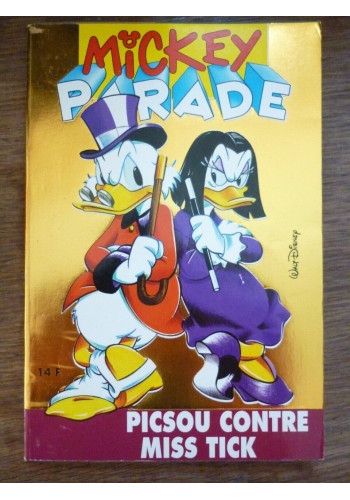 MiCKEY
PARADE
WALT DISNEY
14 F
PICSOU CONTRE
MISS TICK